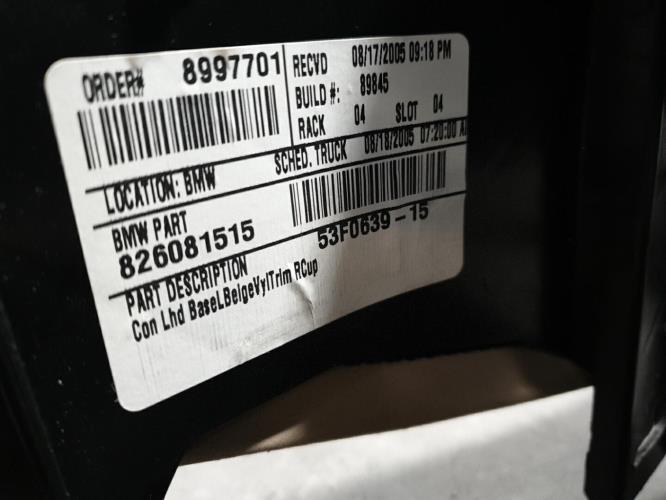 ORDER# 8997701
RECVD 08/17/2005 09:18 PM
BUILD #: 89845
RACK 04 SLOT 04
LOCATION: BMW
SCHED. TRUCK 08/18/2005 07:20:00 A
BMW PART
826081515
53F0639-15
PART DESCRIPTION
Con Lhd BaseLBeigeVylTrim RCup